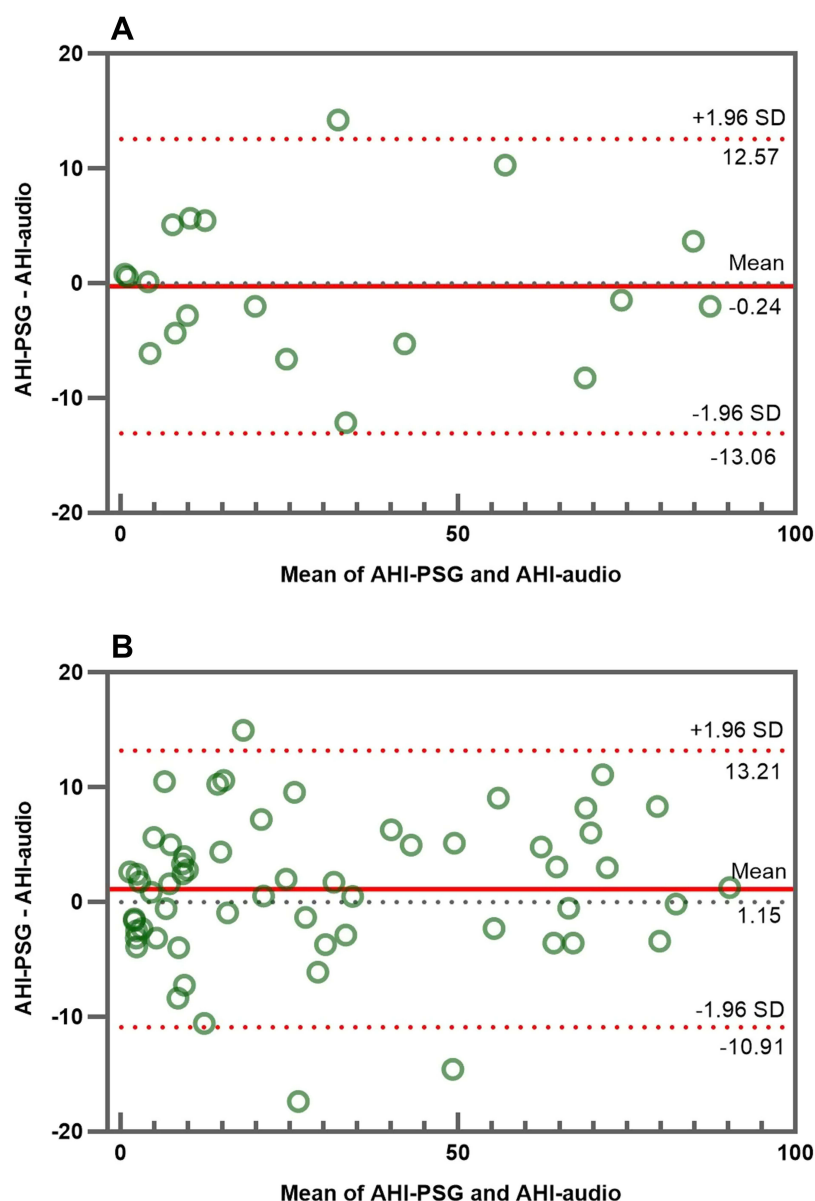 A
20
+1.96 SD
12.57
10
Mean
0
-0.24
-10
-1.96 SD
-13.06
-20
0 50 100
AHI-PSG - AHI-audio
Mean of AHI-PSG and AHI-audio
B
20
+1.96 SD
13.21
10
Mean
0
1.15
-10
-1.96 SD
-10.91
-20
0 50 100
AHI-PSG - AHI-audio
Mean of AHI-PSG and AHI-audio